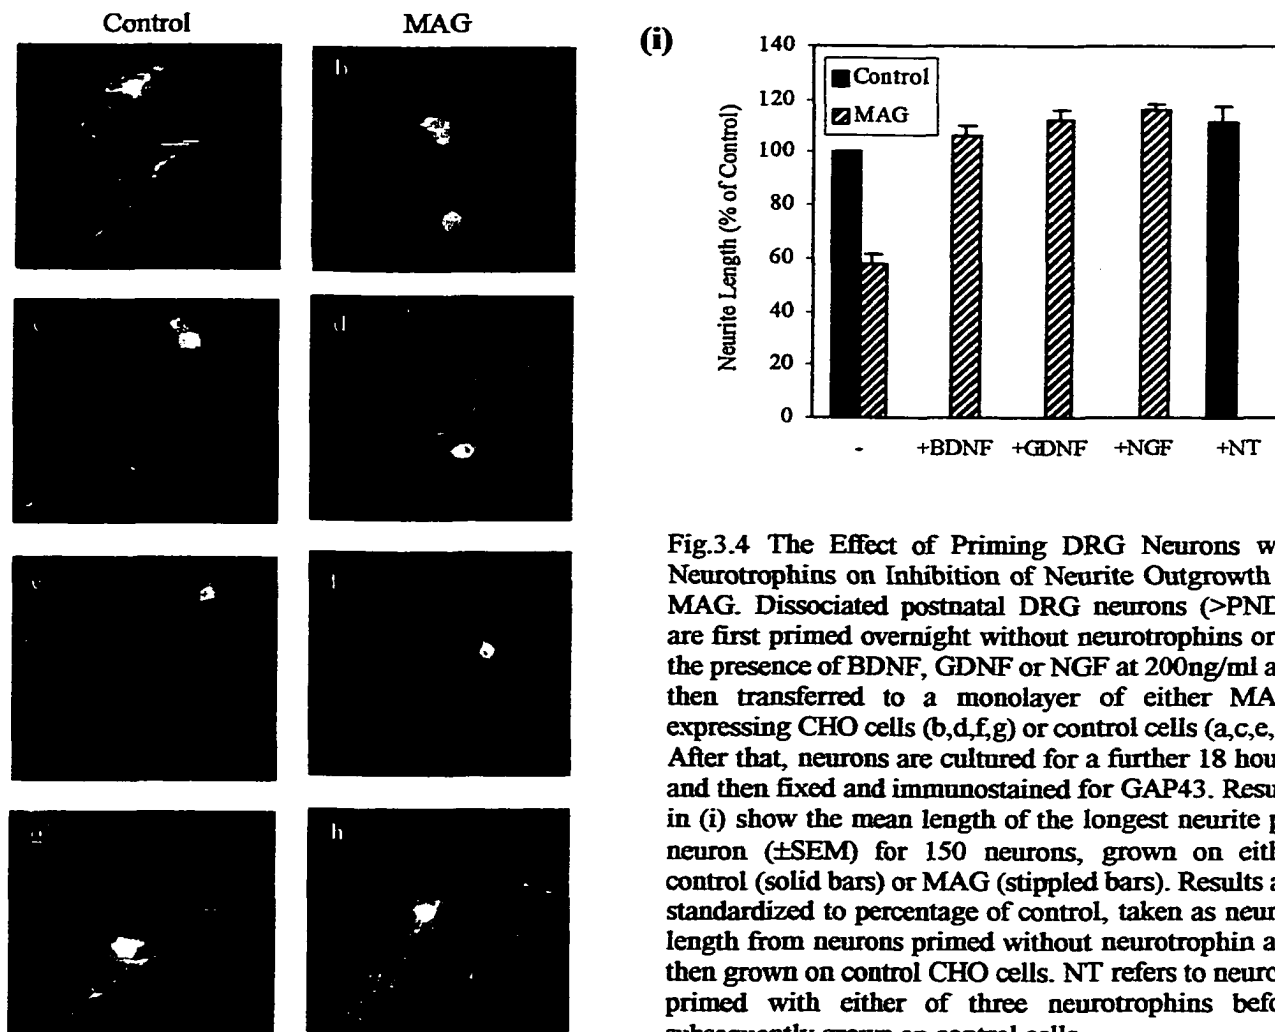 Control MAG
b
c d
e f
g h
(i)
140
Control
120
MAG
100
80
60
40
20
0
Neurite Length (% of Control)
- +BDNF +GDNF +NGF +NT
Fig.3.4 The Effect of Priming DRG Neurons w
Neurotrophins on Inhibition of Neurite Outgrowth
MAG. Dissociated postnatal DRG neurons (>PND
are first primed overnight without neurotrophins or
the presence of BDNF, GDNF or NGF at 200ng/ml a
then transferred to a monolayer of either MA
expressing CHO cells (b,d,f,g) or control cells (a,c,e,
After that, neurons are cultured for a further 18 hou
and then fixed and immunostained for GAP43. Resu
in (i) show the mean length of the longest neurite p
neuron (±SEM) for 150 neurons, grown on eith
control (solid bars) or MAG (stippled bars). Results a
standardized to percentage of control, taken as neur
length from neurons primed without neurotrophin a
then grown on control CHO cells. NT refers to neuro
primed with either of three neurotrophins befo
subsequently grown on control cells